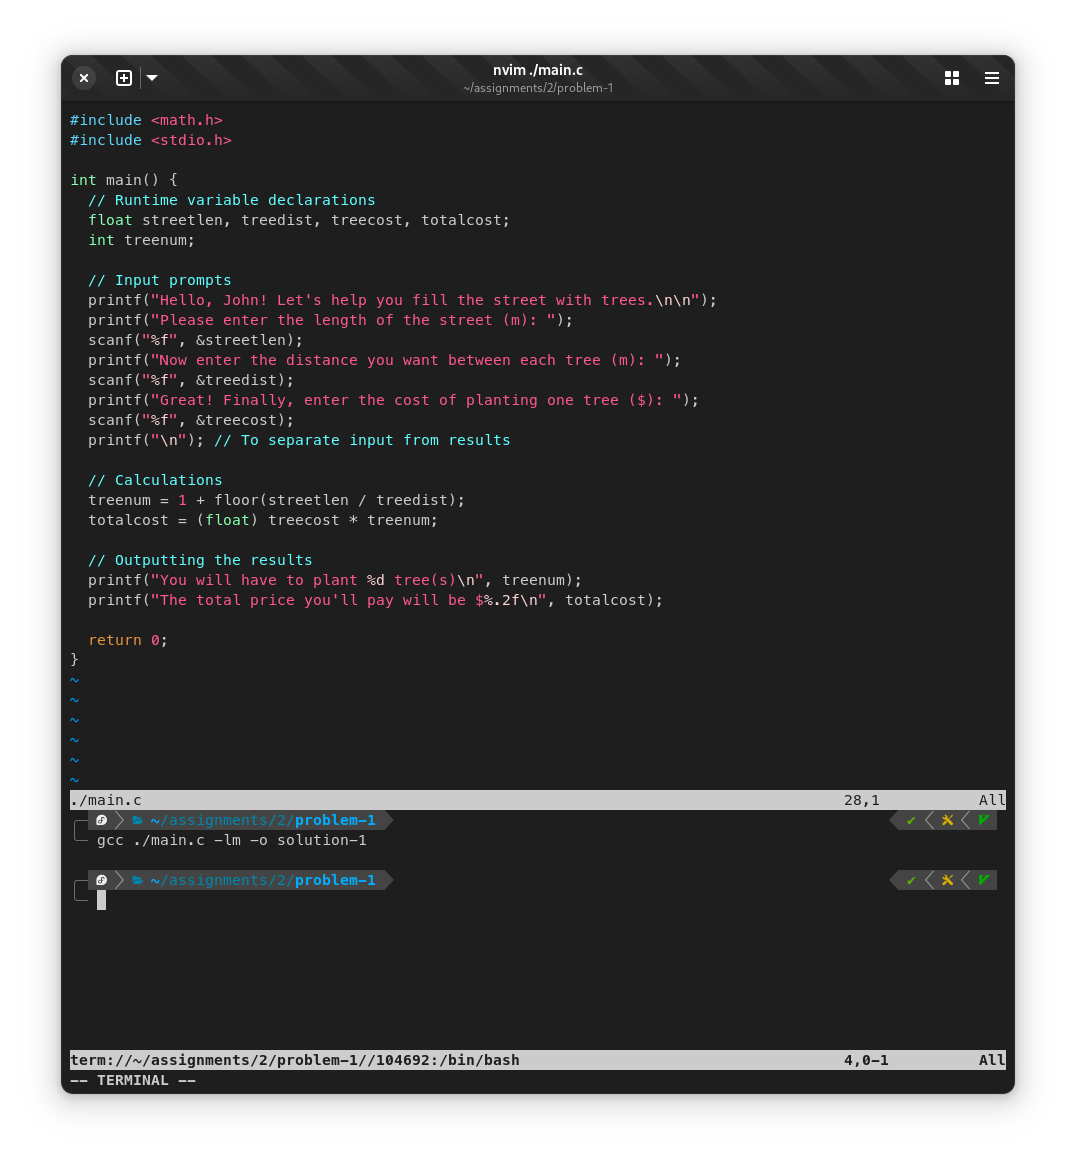 nvim ./main.c
~/assignments/2/problem-1
#include <math.h>
#include <stdio.h>
int main() {
  // Runtime variable declarations
  float streetlen, treedist, treecost, totalcost;
  int treenum;
  // Input prompts
  printf("Hello, John! Let's help you fill the street with trees.\n\n");
  printf("Please enter the length of the street (m): ");
  scanf("%f", &streetlen);
  printf("Now enter the distance you want between each tree (m): ");
  scanf("%f", &treedist);
  printf("Great! Finally, enter the cost of planting one tree ($): ");
  scanf("%f", &treecost);
  printf("\n"); // To separate input from results
  // Calculations
  treenum = 1 + floor(streetlen / treedist);
  totalcost = (float) treecost * treenum;
  // Outputting the results
  printf("You will have to plant %d tree(s)\n", treenum);
  printf("The total price you'll pay will be $%.2f\n", totalcost);
  return 0;
}
~
~
~
~
~
~
./main.c 28,1 All
~/assignments/2/problem-1
gcc ./main.c -lm -o solution-1
~/assignments/2/problem-1
term://~/assignments/2/problem-1//104692:/bin/bash 4,0-1 All
-- TERMINAL --